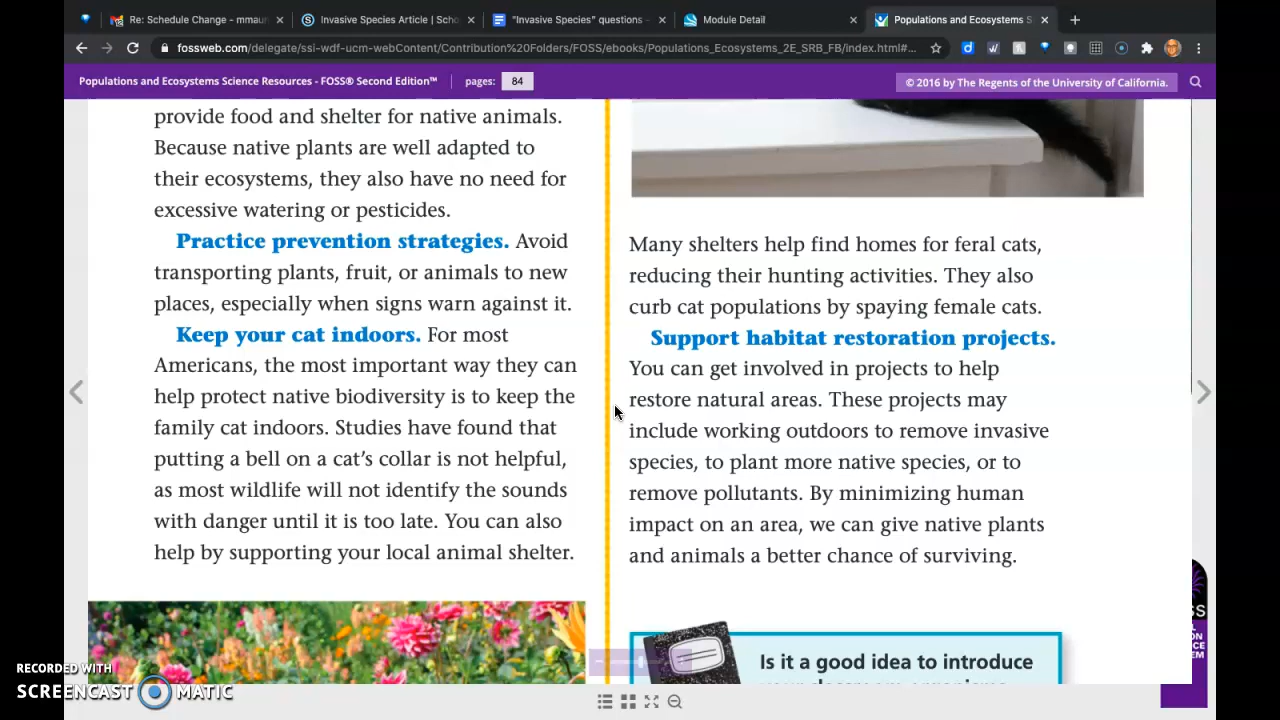 Re: Schedule Change - mmau
Invasive Species Article | Scho
"Invasive Species" questions -
Module Detail
Populations and Ecosystems S
fossweb.com/delegate/ssi-wdf-ucm-webContent/Contribution%20Folders/FOSS/ebooks/Populations_Ecosystems_2E_SRB_FB/index.html#...
Populations and Ecosystems Science Resources - FOSS® Second Edition™
pages: 84
© 2016 by The Regents of the University of California.
provide food and shelter for native animals.
Because native plants are well adapted to
their ecosystems, they also have no need for
excessive watering or pesticides.
Practice prevention strategies. Avoid
transporting plants, fruit, or animals to new
places, especially when signs warn against it.
Keep your cat indoors. For most
Americans, the most important way they can
help protect native biodiversity is to keep the
family cat indoors. Studies have found that
putting a bell on a cat's collar is not helpful,
as most wildlife will not identify the sounds
with danger until it is too late. You can also
help by supporting your local animal shelter.
Many shelters help find homes for feral cats,
reducing their hunting activities. They also
curb cat populations by spaying female cats.
Support habitat restoration projects.
You can get involved in projects to help
restore natural areas. These projects may
include working outdoors to remove invasive
species, to plant more native species, or to
remove pollutants. By minimizing human
impact on an area, we can give native plants
and animals a better chance of surviving.
Is it a good idea to introduce
RECORDED WITH
SCREENCAST MATIC